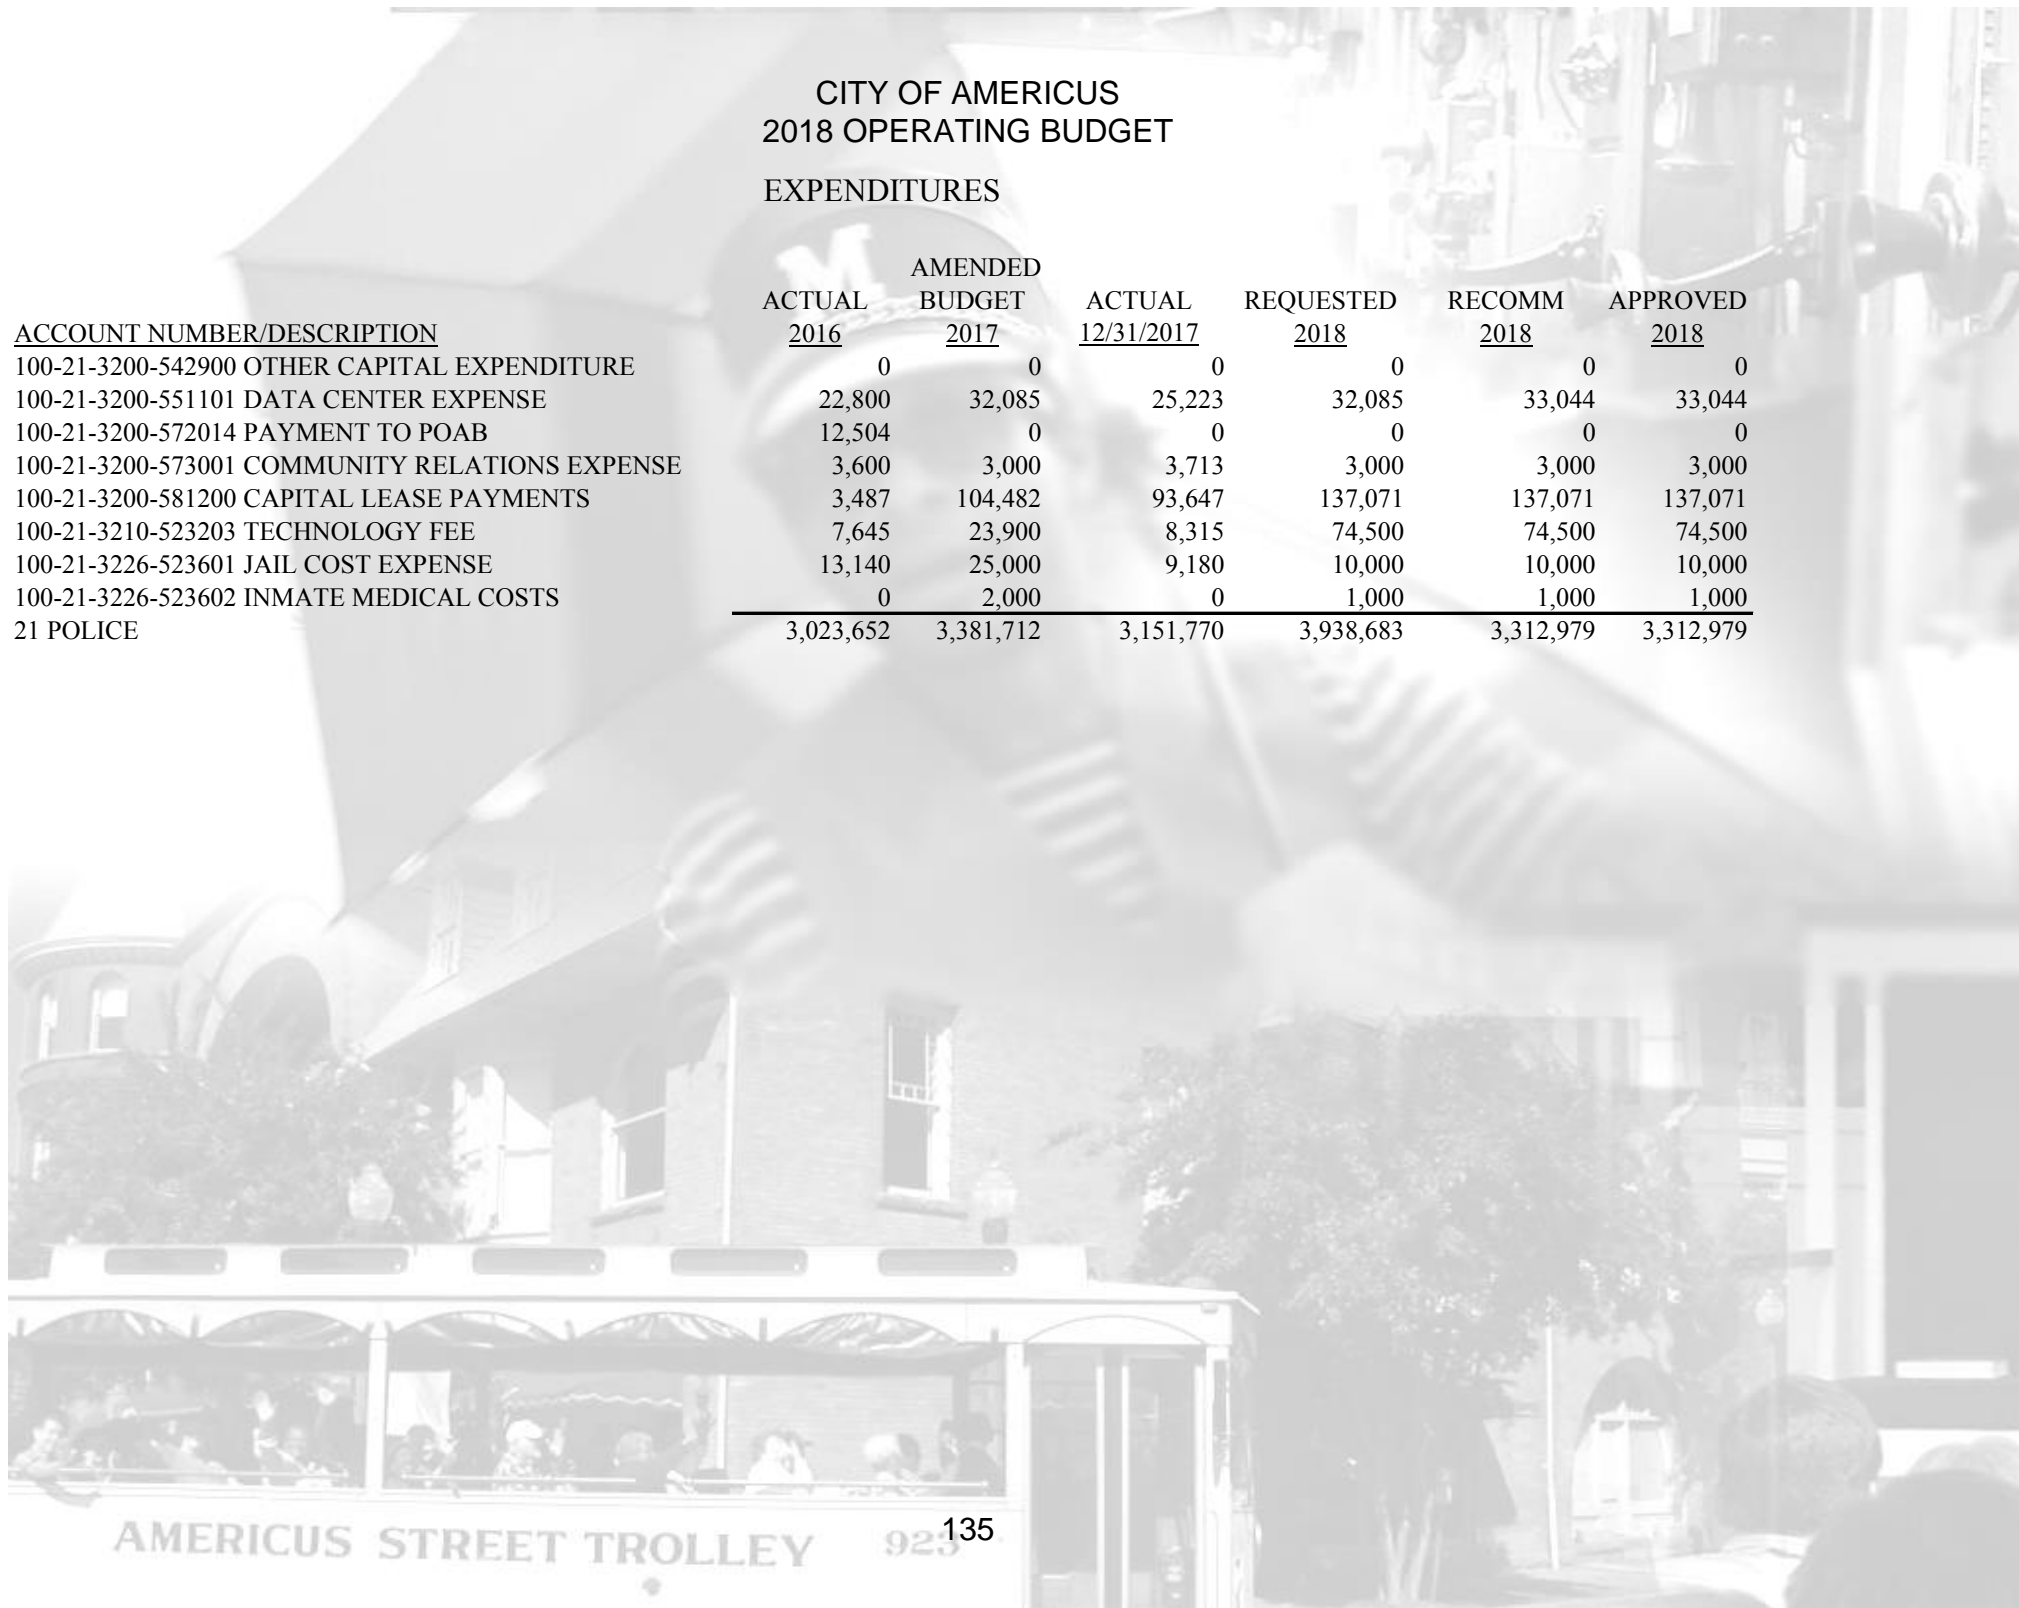 CITY OF AMERICUS
2018 OPERATING BUDGET
EXPENDITURES
AMENDED
ACTUAL BUDGET ACTUAL REQUESTED RECOMM APPROVED
ACCOUNT NUMBER/DESCRIPTION 2016 2017 12/31/2017 2018 2018 2018
100-21-3200-542900 OTHER CAPITAL EXPENDITURE 0 0 0 0 0 0
100-21-3200-551101 DATA CENTER EXPENSE 22,800 32,085 25,223 32,085 33,044 33,044
100-21-3200-572014 PAYMENT TO POAB 12,504 0 0 0 0 0
100-21-3200-573001 COMMUNITY RELATIONS EXPENSE 3,600 3,000 3,713 3,000 3,000 3,000
100-21-3200-581200 CAPITAL LEASE PAYMENTS 3,487 104,482 93,647 137,071 137,071 137,071
100-21-3210-523203 TECHNOLOGY FEE 7,645 23,900 8,315 74,500 74,500 74,500
100-21-3226-523601 JAIL COST EXPENSE 13,140 25,000 9,180 10,000 10,000 10,000
100-21-3226-523602 INMATE MEDICAL COSTS 0 2,000 0 1,000 1,000 1,000
21 POLICE 3,023,652 3,381,712 3,151,770 3,938,683 3,312,979 3,312,979
M
AMERICUS STREET TROLLEY 923
135